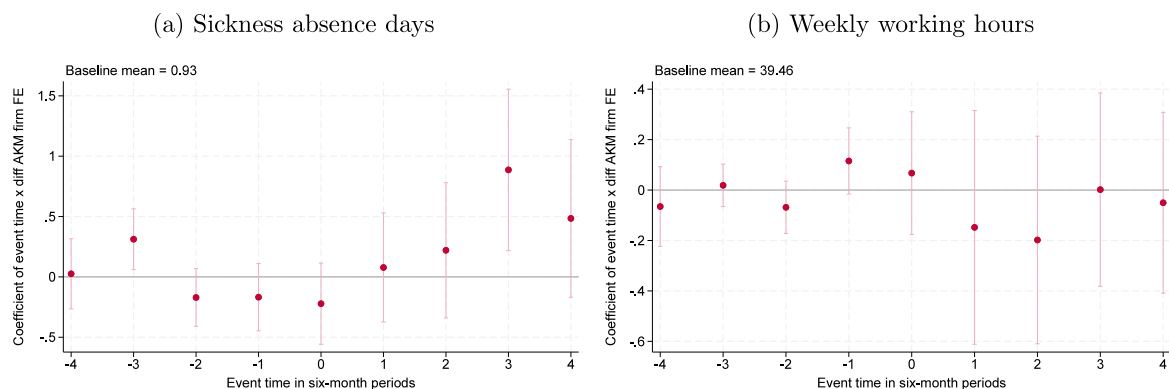 (a) Sickness absence days
Baseline mean = 0.93
Coefficient of event time x diff AKM firm FE
1.5
1
.5
0
-.5
-4 -3 -2 -1 0 1 2 3 4
Event time in six-month periods
(b) Weekly working hours
Baseline mean = 39.46
Coefficient of event time x diff AKM firm FE
.4
.2
0
-.2
-.4
-.6
-4 -3 -2 -1 0 1 2 3 4
Event time in six-month periods